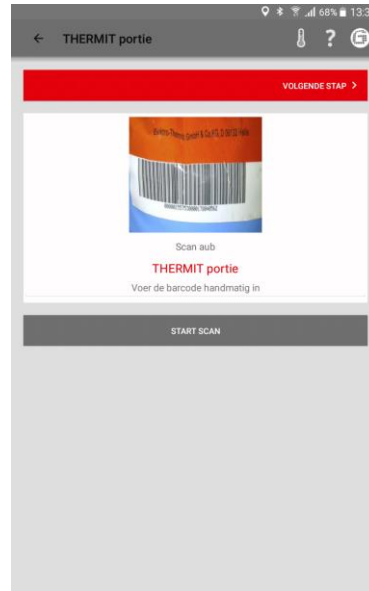 68% 13:3
THERMIT portie
?
VOLGENDE STAP >
Scan aub
THERMIT portie
Voer de barcode handmatig in
START SCAN